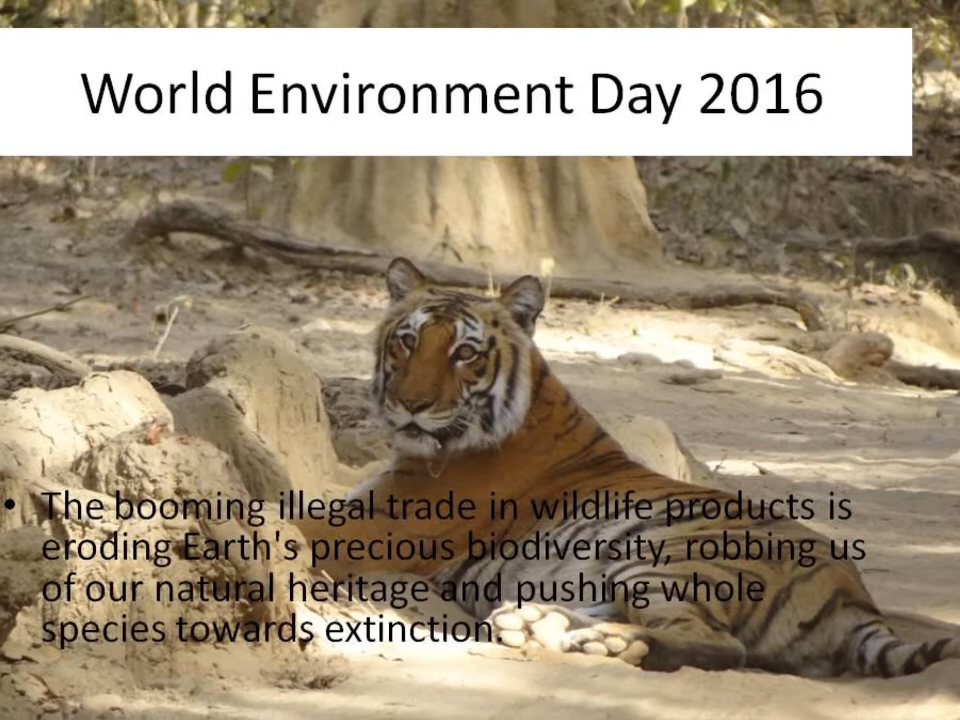 World Environment Day 2016
• The booming illegal trade in wildlife products is
eroding Earth's precious biodiversity, robbing us
of our natural heritage and pushing whole
species towards extinction.